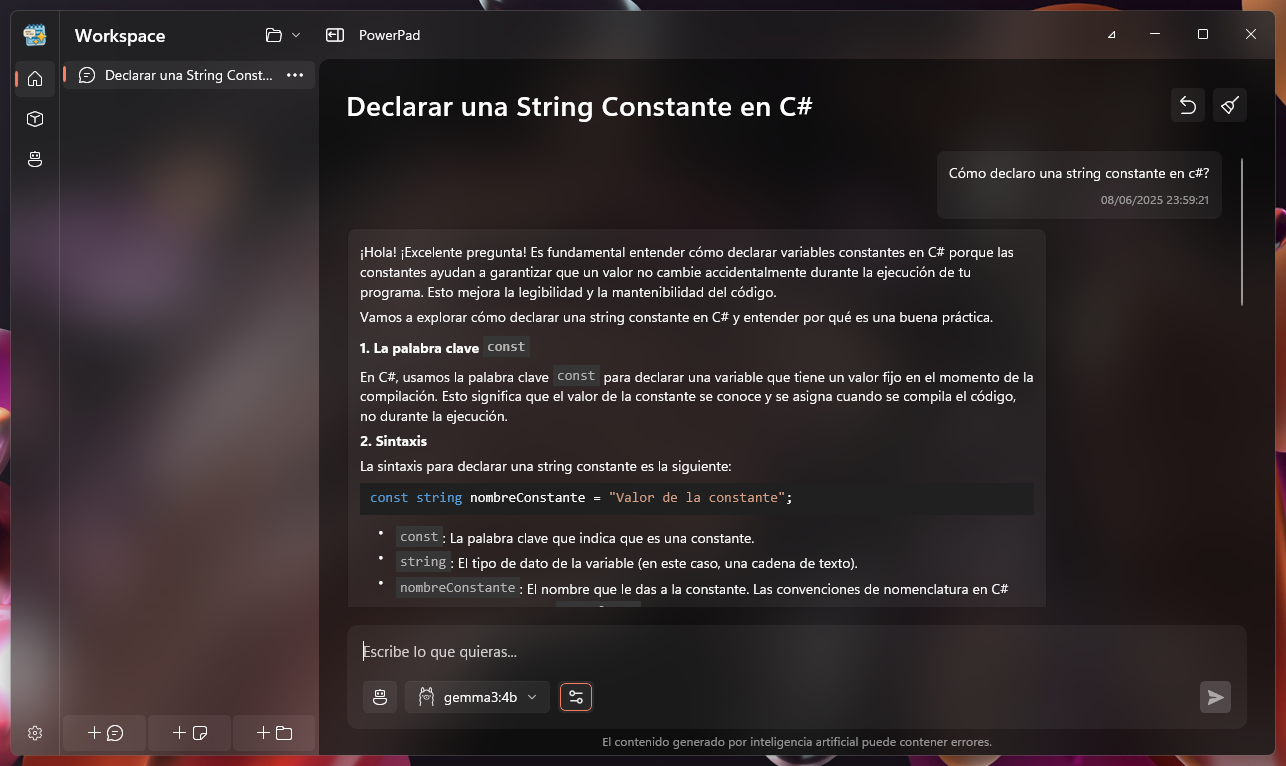 Workspace
PowerPad
Declarar una String Const...
Declarar una String Constante en C#
Cómo declaro una string constante en c#?
08/06/2025 23:59:21
¡Hola! ¡Excelente pregunta! Es fundamental entender cómo declarar variables constantes en C# porque las
constantes ayudan a garantizar que un valor no cambie accidentalmente durante la ejecución de tu
programa. Esto mejora la legibilidad y la mantenibilidad del código.
Vamos a explorar cómo declarar una string constante en C# y entender por qué es una buena práctica.
1. La palabra clave const
En C#, usamos la palabra clave const para declarar una variable que tiene un valor fijo en el momento de la
compilación. Esto significa que el valor de la constante se conoce y se asigna cuando se compila el código,
no durante la ejecución.
2. Sintaxis
La sintaxis para declarar una string constante es la siguiente:
const string nombreConstante = "Valor de la constante";
• const: La palabra clave que indica que es una constante.
• string: El tipo de dato de la variable (en este caso, una cadena de texto).
• nombreConstante: El nombre que le das a la constante. Las convenciones de nomenclatura en C#
Escribe lo que quieras...
gemma3:4b
El contenido generado por inteligencia artificial puede contener errores.